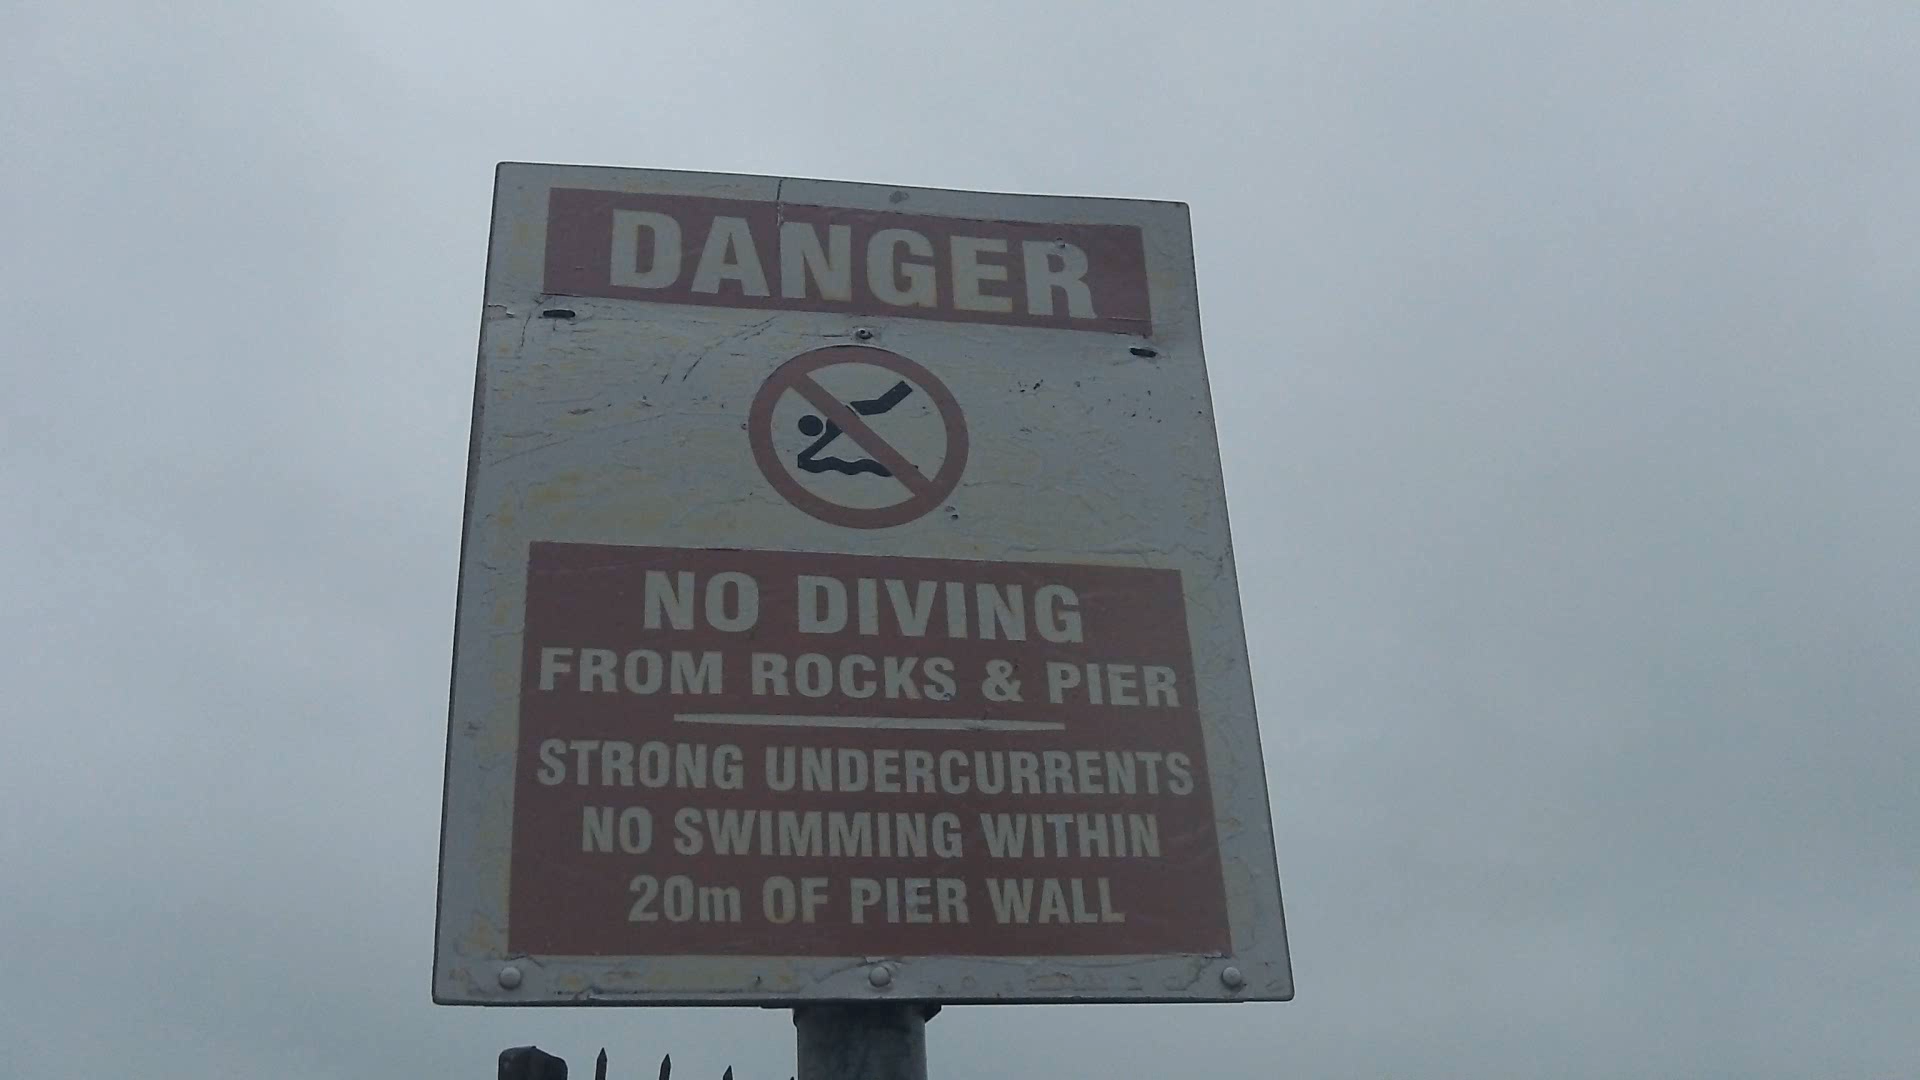 DANGER
NO DIVING
FROM ROCKS & PIER
STRONG UNDERCURRENTS
NO SWIMMING WITHIN
20m OF PIER WALL